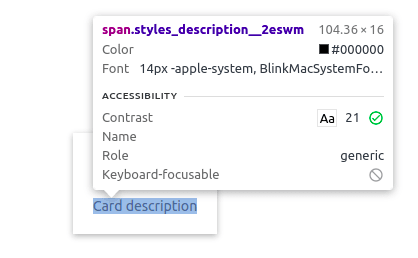 span.styles_description__2eswm 104.36 × 16
Color #000000
Font 14px -apple-system, BlinkMacSystemFo…
ACCESSIBILITY
Contrast Aa 21
Name
Role generic
Keyboard-focusable
Card description